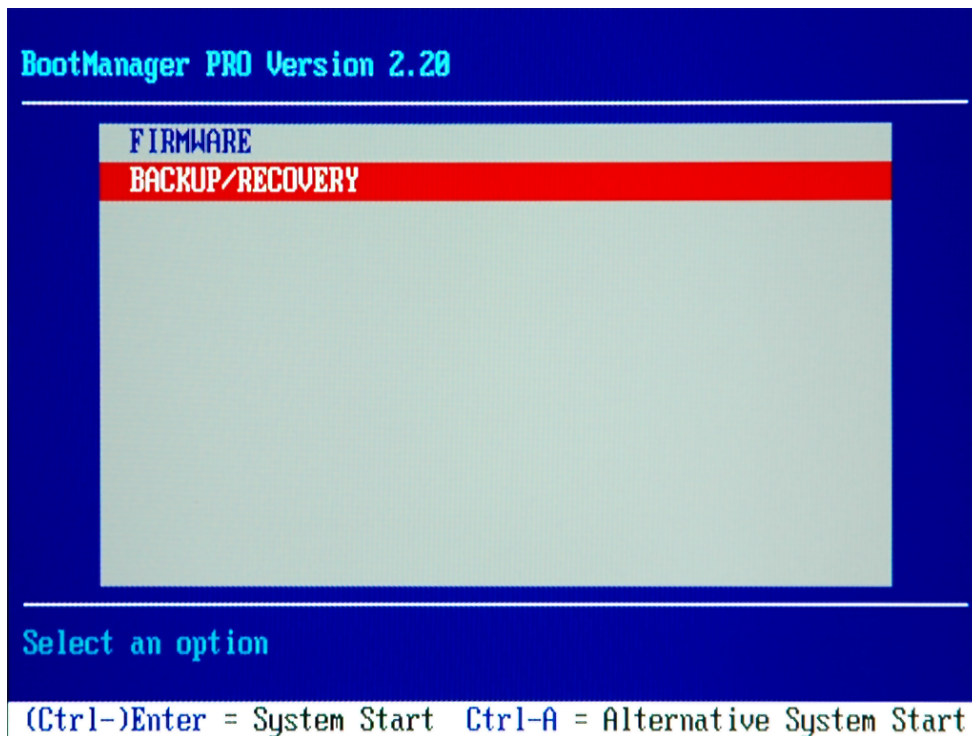 BootManager PRO Version 2.20
FIRMWARE
BACKUP/RECOVERY
Select an option
(Ctrl-)Enter = System Start  Ctrl-A = Alternative System Start